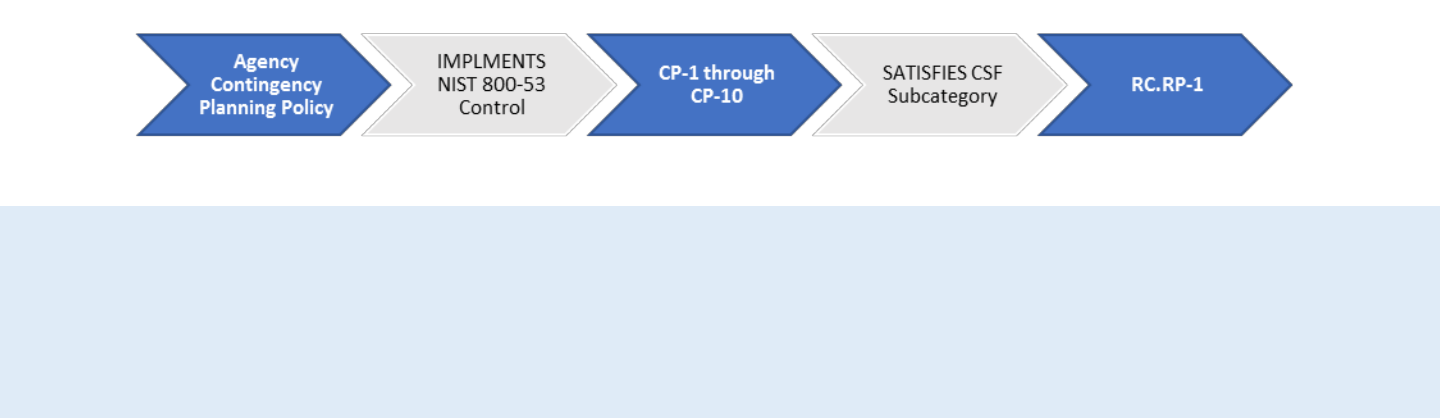 Agency
Contingency
Planning Policy
IMPLMENTS
NIST 800-53
Control
CP-1 through
CP-10
SATISFIES CSF
Subcategory
RC.RP-1